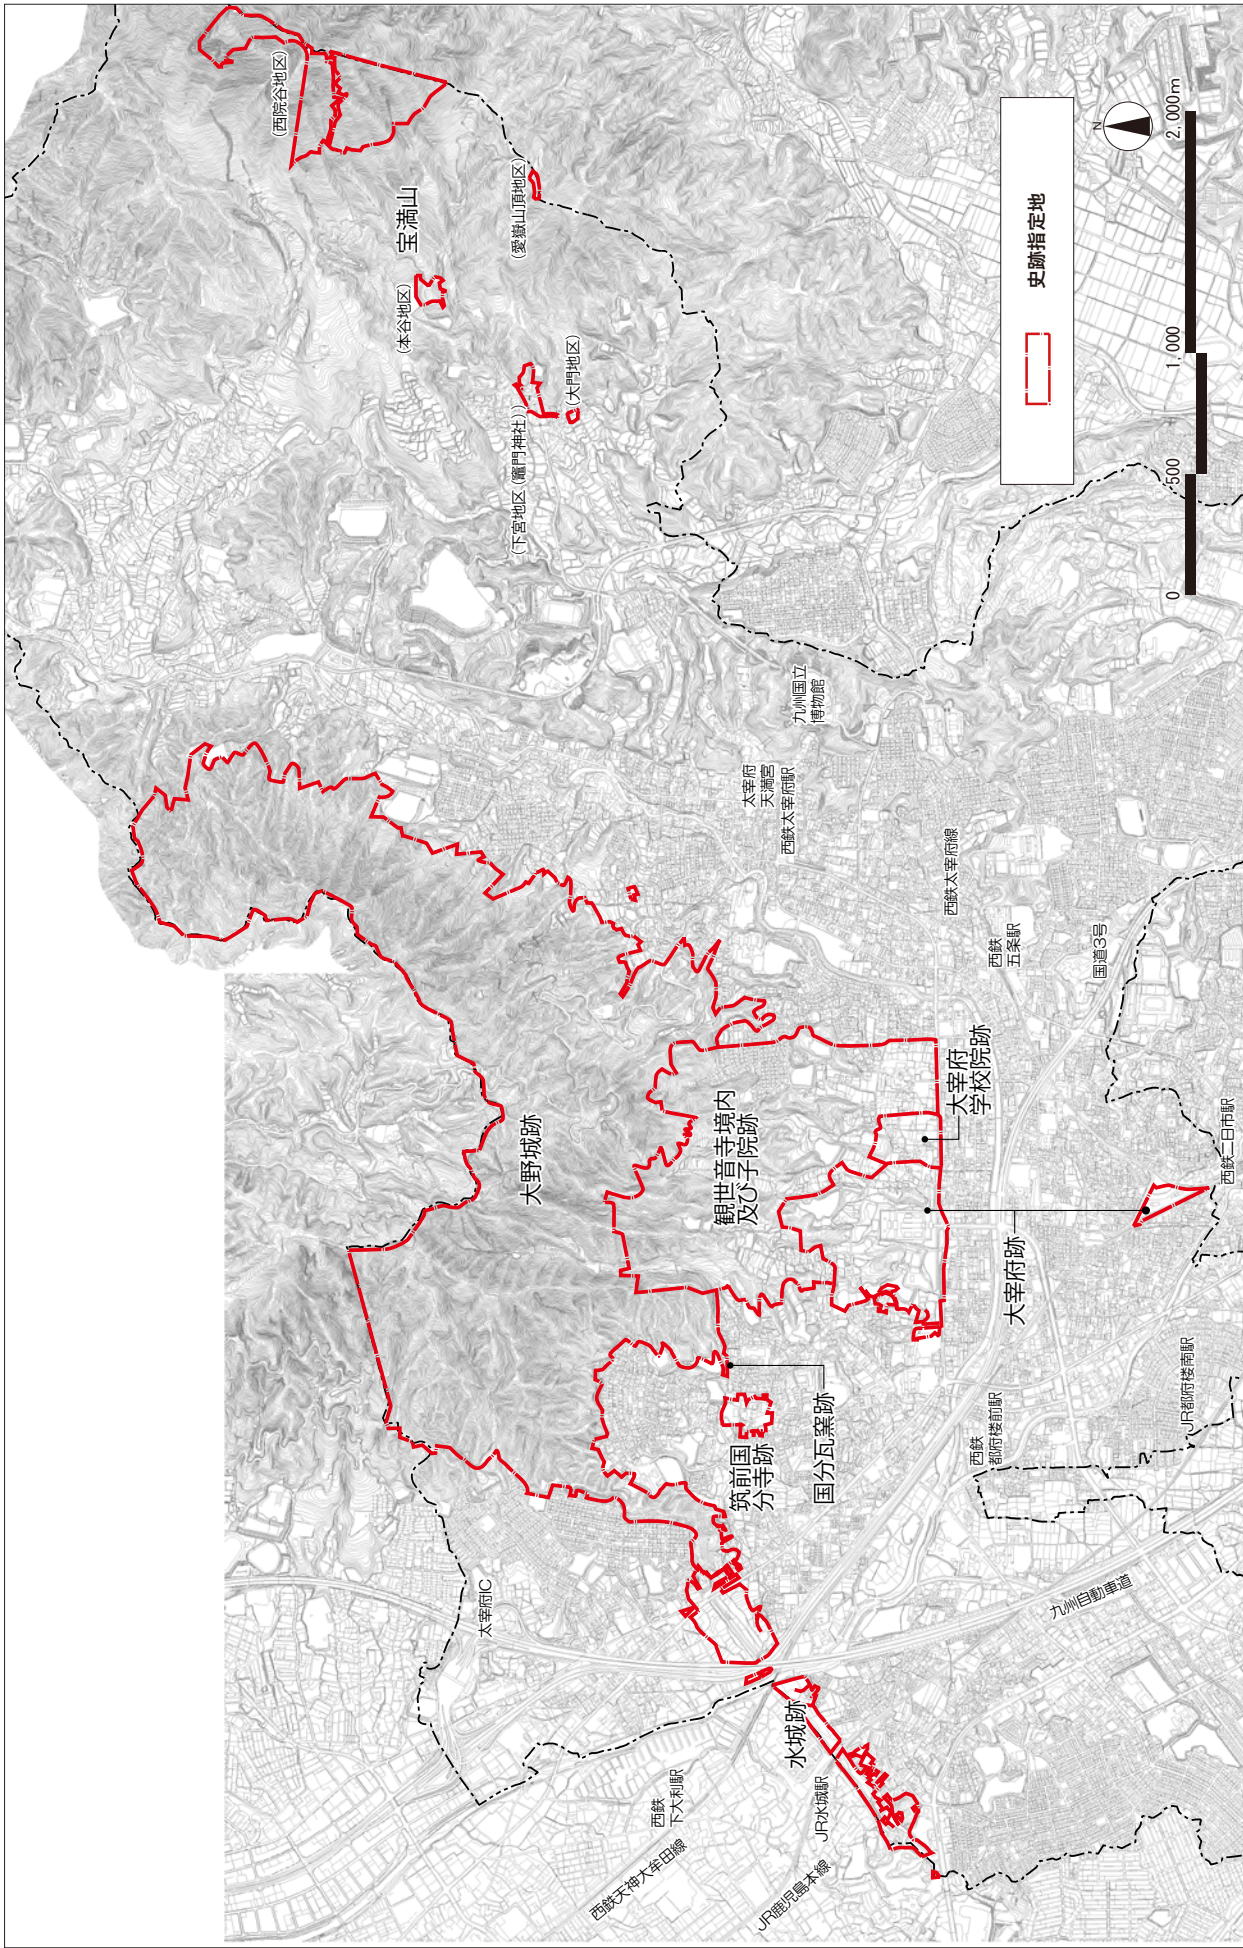 (西院谷地区)
宝満山
(愛嶽山頂地区)
(本谷地区)
(大門地区)
(下宮地区(竈門神社))
史跡指定地
N
0
500
1,000
2,000m
九州国立
博物館
太宰府
天満宮
西鉄太宰府駅
西鉄太宰府線
西鉄
五条駅
国道3号
大野城跡
観世音寺境内
及び子院跡
大宰府
学校院跡
大宰府跡
西鉄二日市駅
筑前国
分寺跡
国分瓦窯跡
西鉄
都府楼前駅
JR都府楼南駅
太宰府IC
九州自動車道
水城跡
西鉄
下大利駅
JR水城駅
西鉄天神大牟田線
JR鹿児島本線